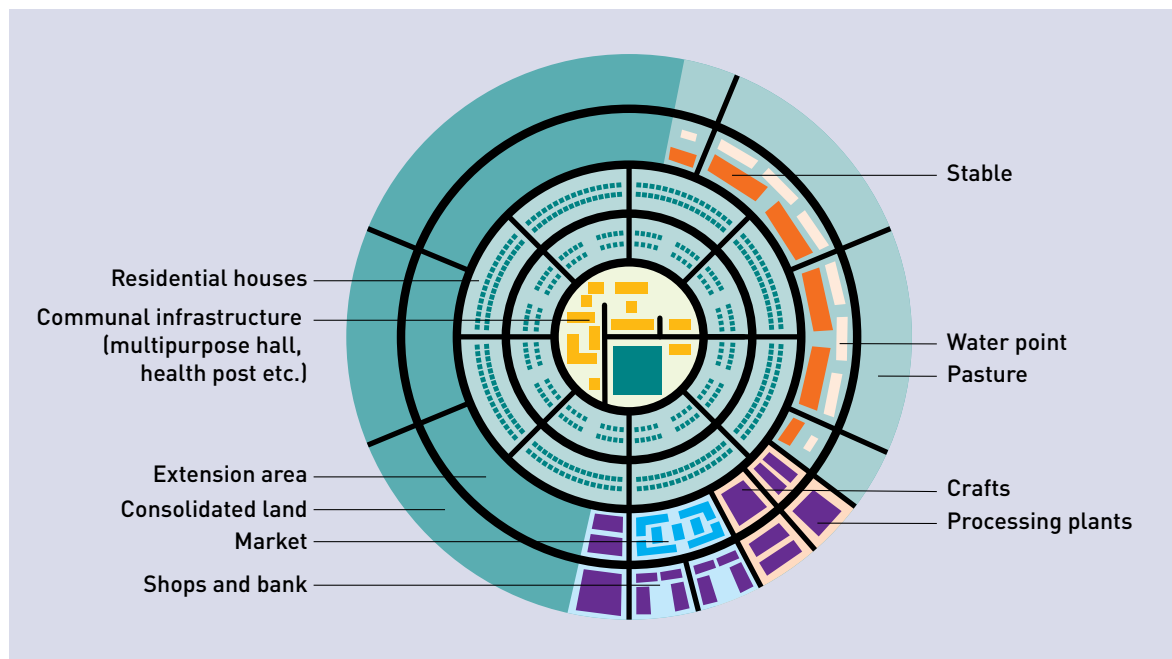 Residential houses
Communal infrastructure
(multipurpose hall,
health post etc.)
Extension area
Consolidated land
Market
Shops and bank
Stable
Water point
Pasture
Crafts
Processing plants